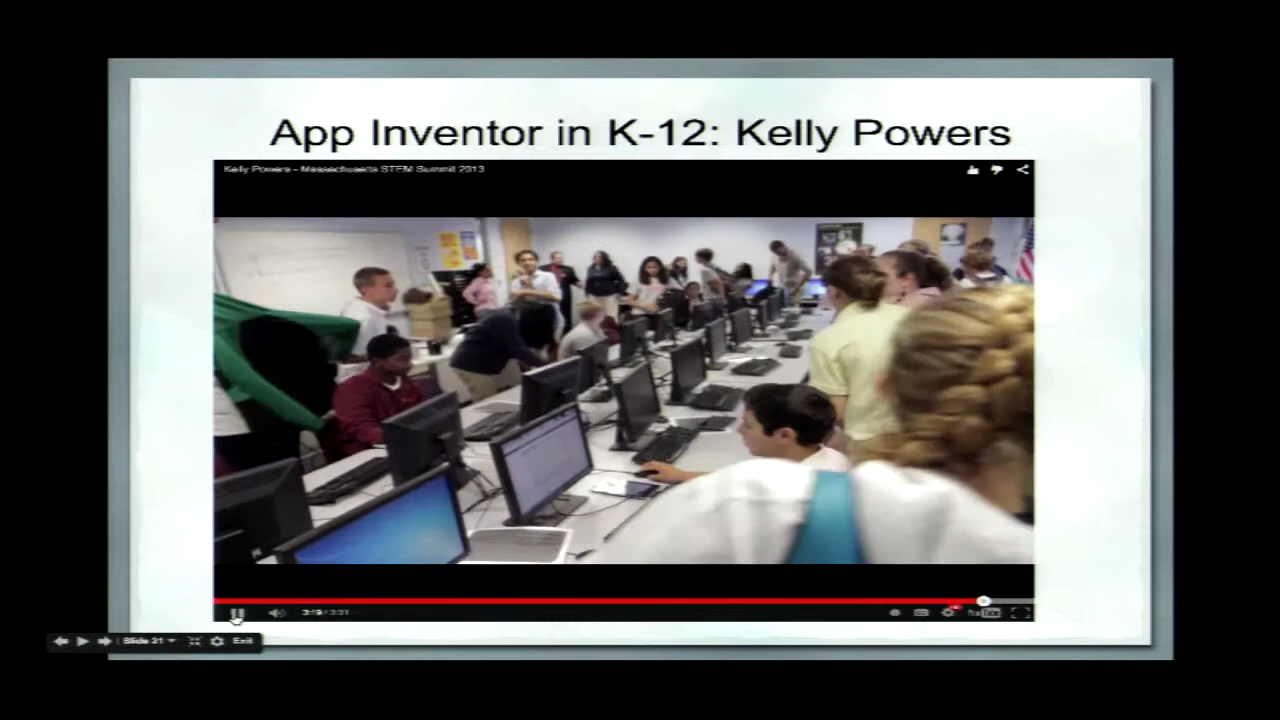 App Inventor in K-12: Kelly Powers
Kelly Powers - Massachusetts STEM Summit 2013
3:19 / 3:31
Slide 21
Exit